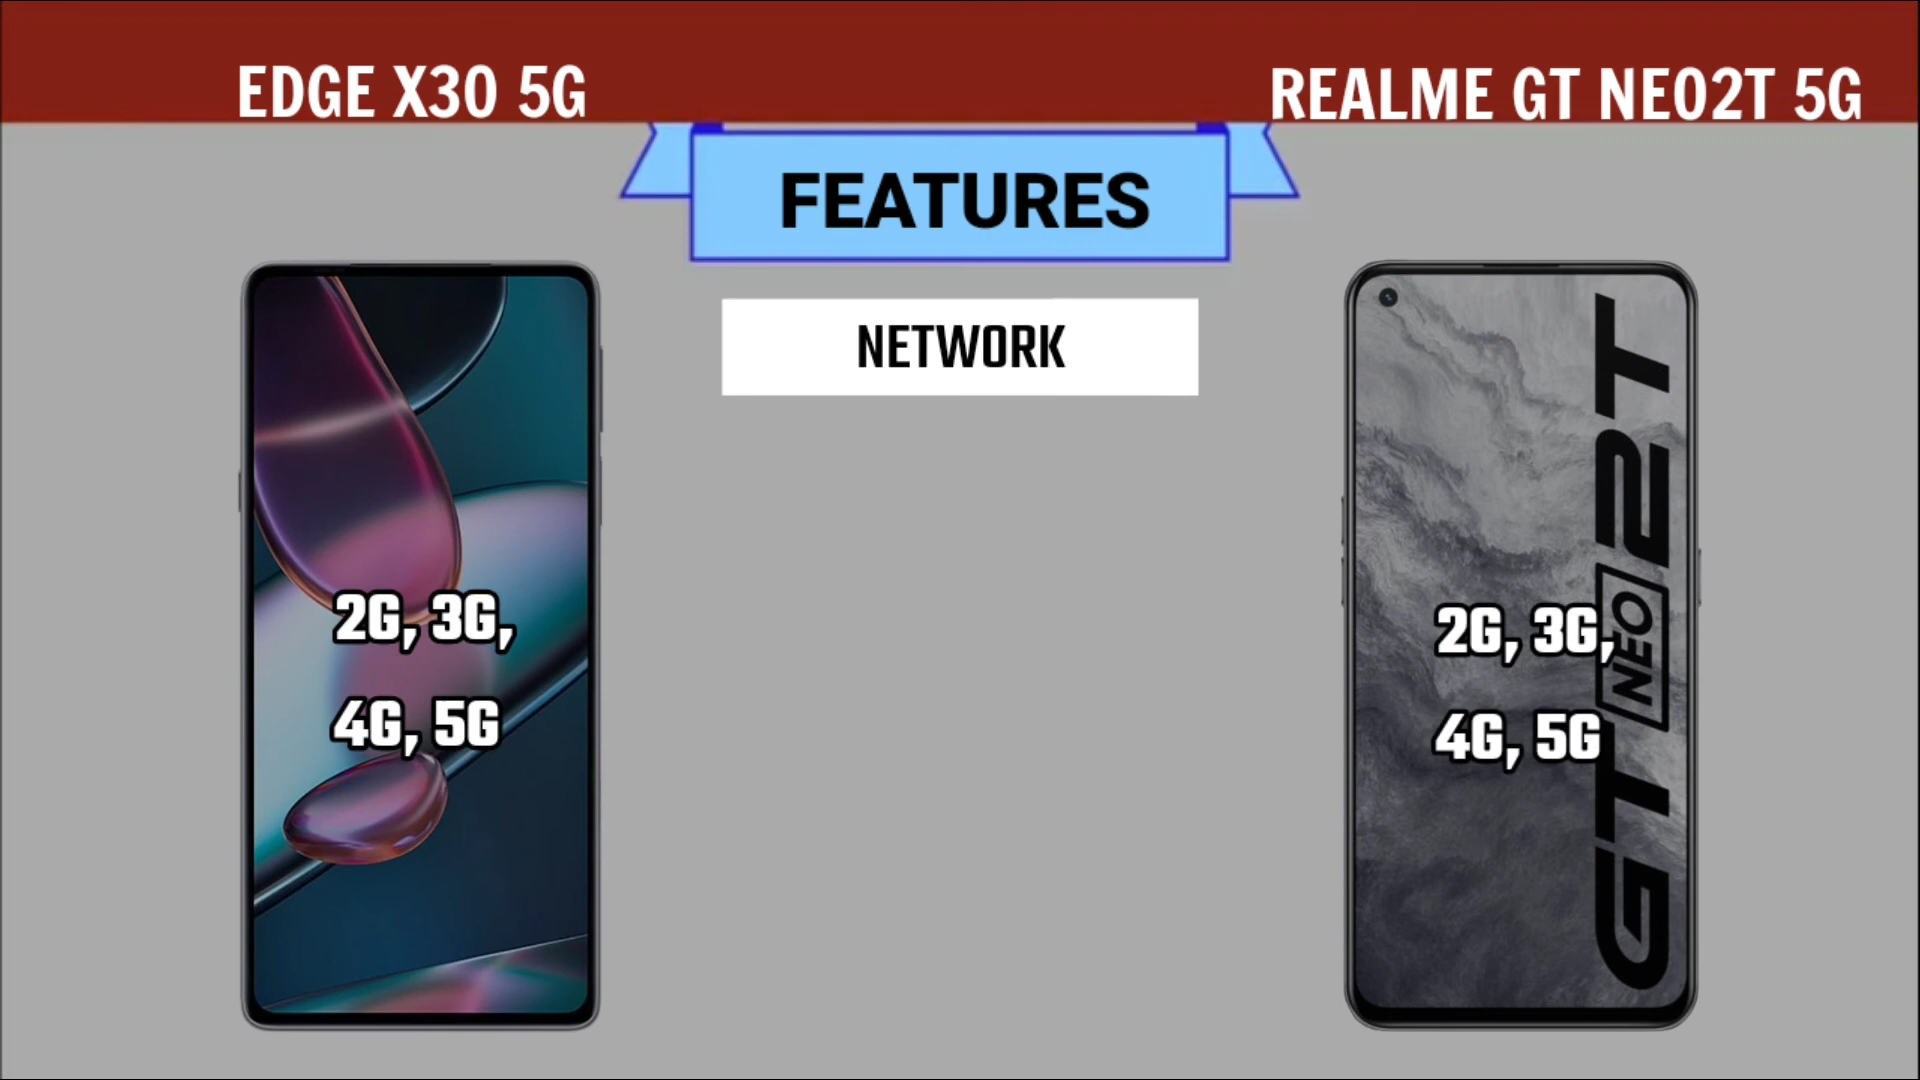 EDGE X30 5G
REALME GT NEO2T 5G
FEATURES
NETWORK
2G, 3G,
4G, 5G
2G, 3G,
4G, 5G
GT NEO 2T